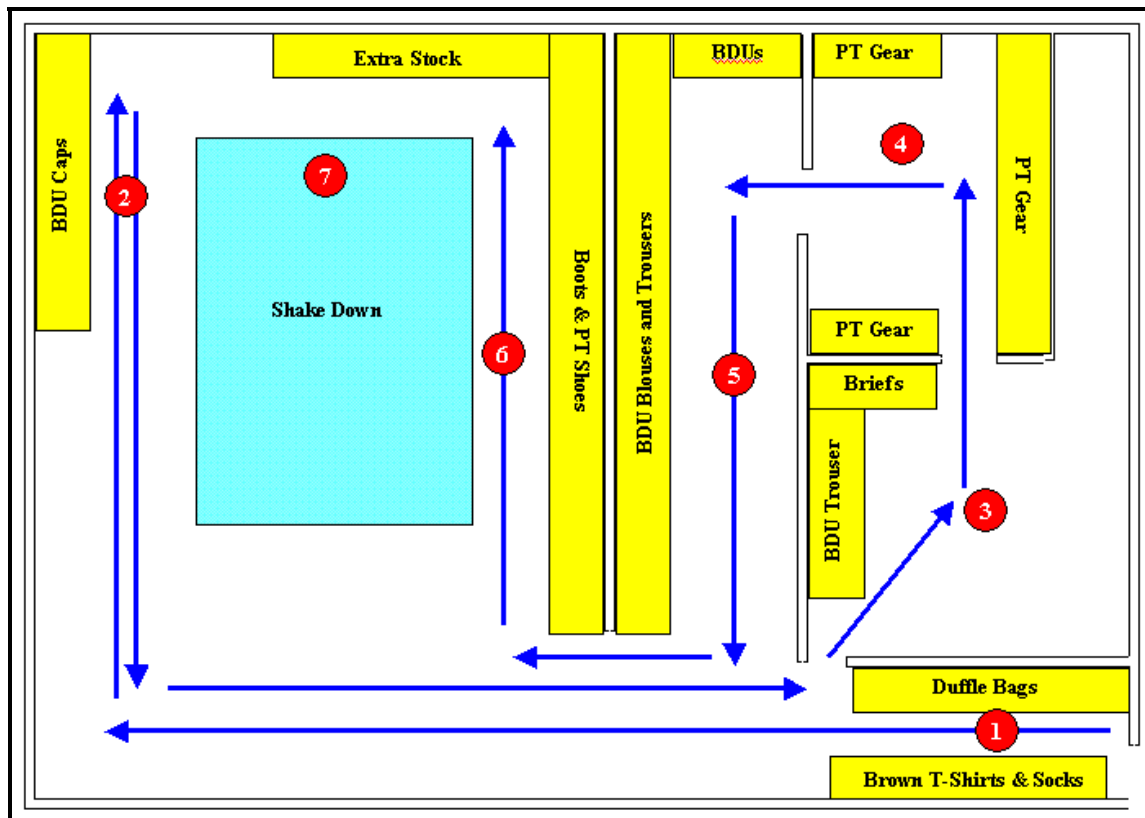 Extra Stock
BDUs
PT Gear
BDU Caps
2
7
4
PT Gear
Shake Down
Boots & PT Shoes
BDU Blouses and Trousers
6
5
PT Gear
Briefs
BDU Trouser
3
Duffle Bags
1
Brown T-Shirts & Socks